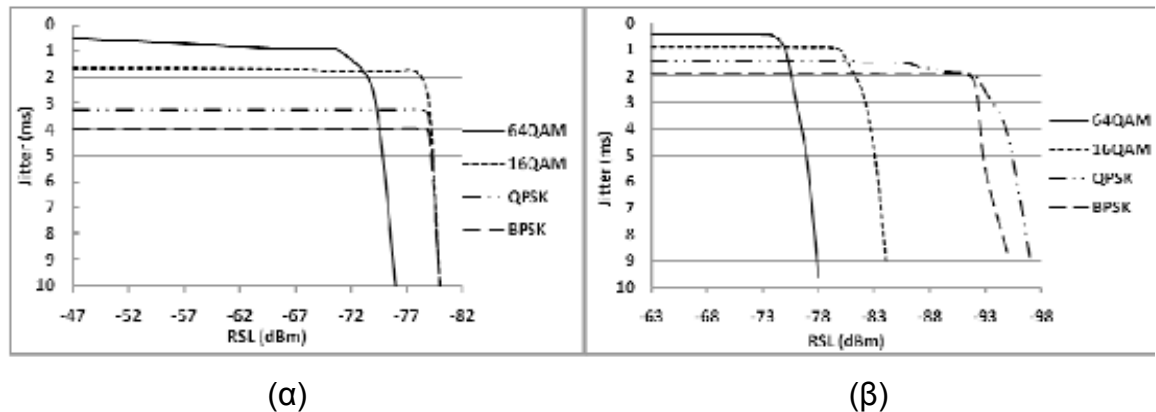 0
1
2
3
4
5
6
7
8
9
10
Jitter (ms)
-47 -52 -57 -62 -67 -72 -77 -82
RSL (dBm)
64QAM
16QAM
QPSK
BPSK
(α)
0
1
2
3
4
5
6
7
8
9
10
Jitter (ms)
-63 -68 -73 -78 -83 -88 -93 -98
RSL (dBm)
64QAM
16QAM
QPSK
BPSK
(β)